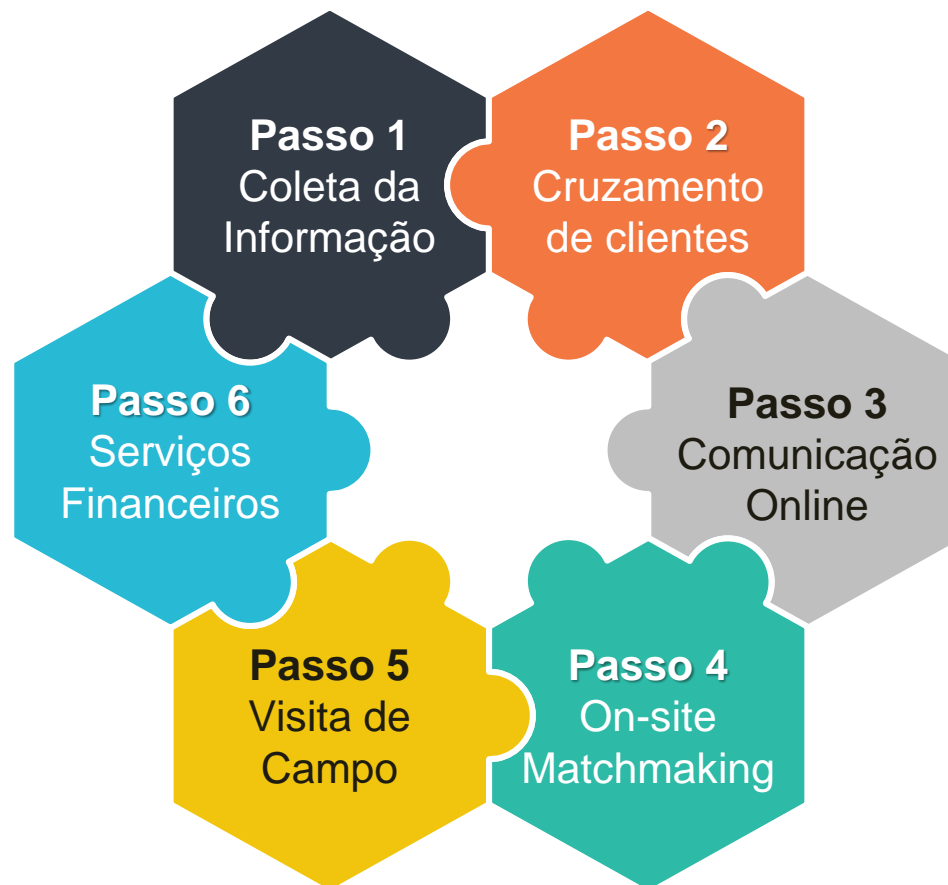 Passo 1
Coleta da
Informação
Passo 2
Cruzamento
de clientes
Passo 3
Comunicação
Online
Passo 4
On-site
Matchmaking
Passo 5
Visita de
Campo
Passo 6
Serviços
Financeiros